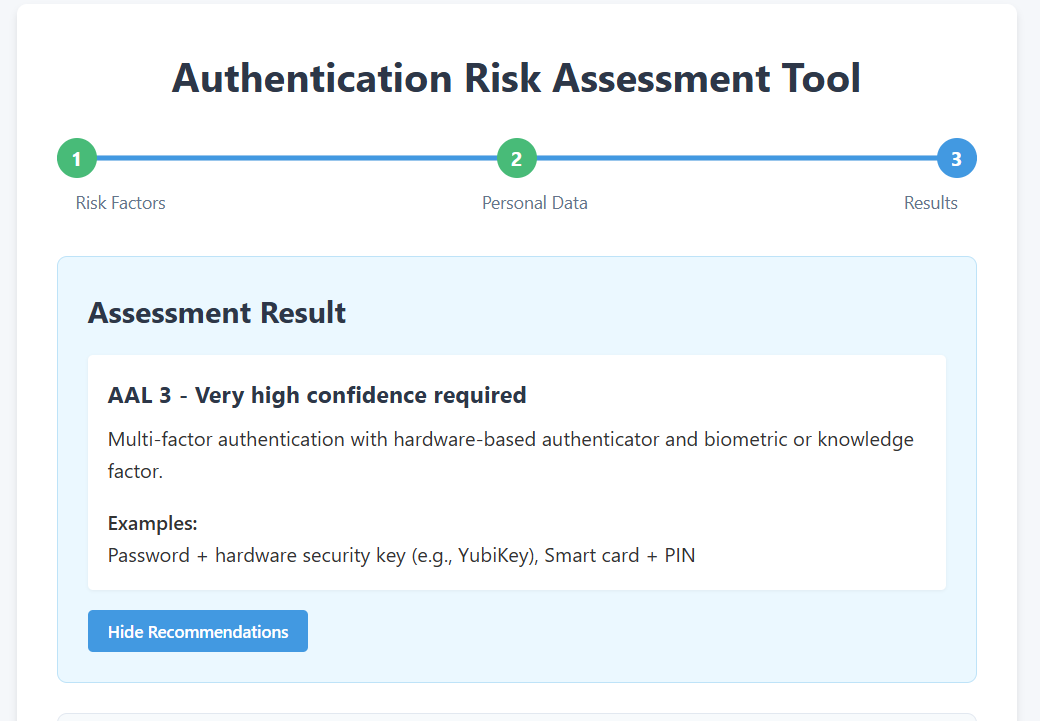 Authentication Risk Assessment Tool
1 2 3
Risk Factors Personal Data Results
Assessment Result
AAL 3 - Very high confidence required
Multi-factor authentication with hardware-based authenticator and biometric or knowledge
factor.
Examples:
Password + hardware security key (e.g., YubiKey), Smart card + PIN
Hide Recommendations